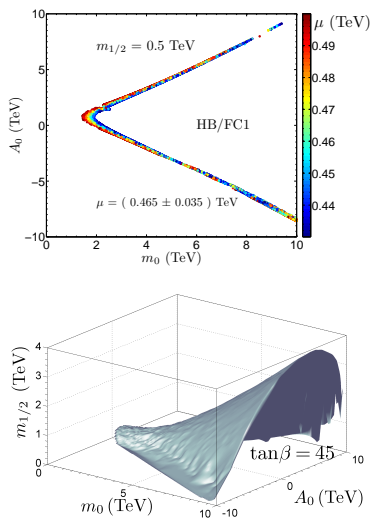 μ (TeV)
10
m1/2 = 0.5 TeV
0.49
5
0.48
A0 (TeV)
0.47
0
HB/FC1
0.46
−5
0.45
μ = ( 0.465 ± 0.035 ) TeV
0.44
−10
0 2 4 6 8 10
m0 (TeV)
4
3
m1/2 (TeV)
2
1
tanβ = 45
0
0
10
5
0
m0 (TeV)
A0 (TeV)
10
-10